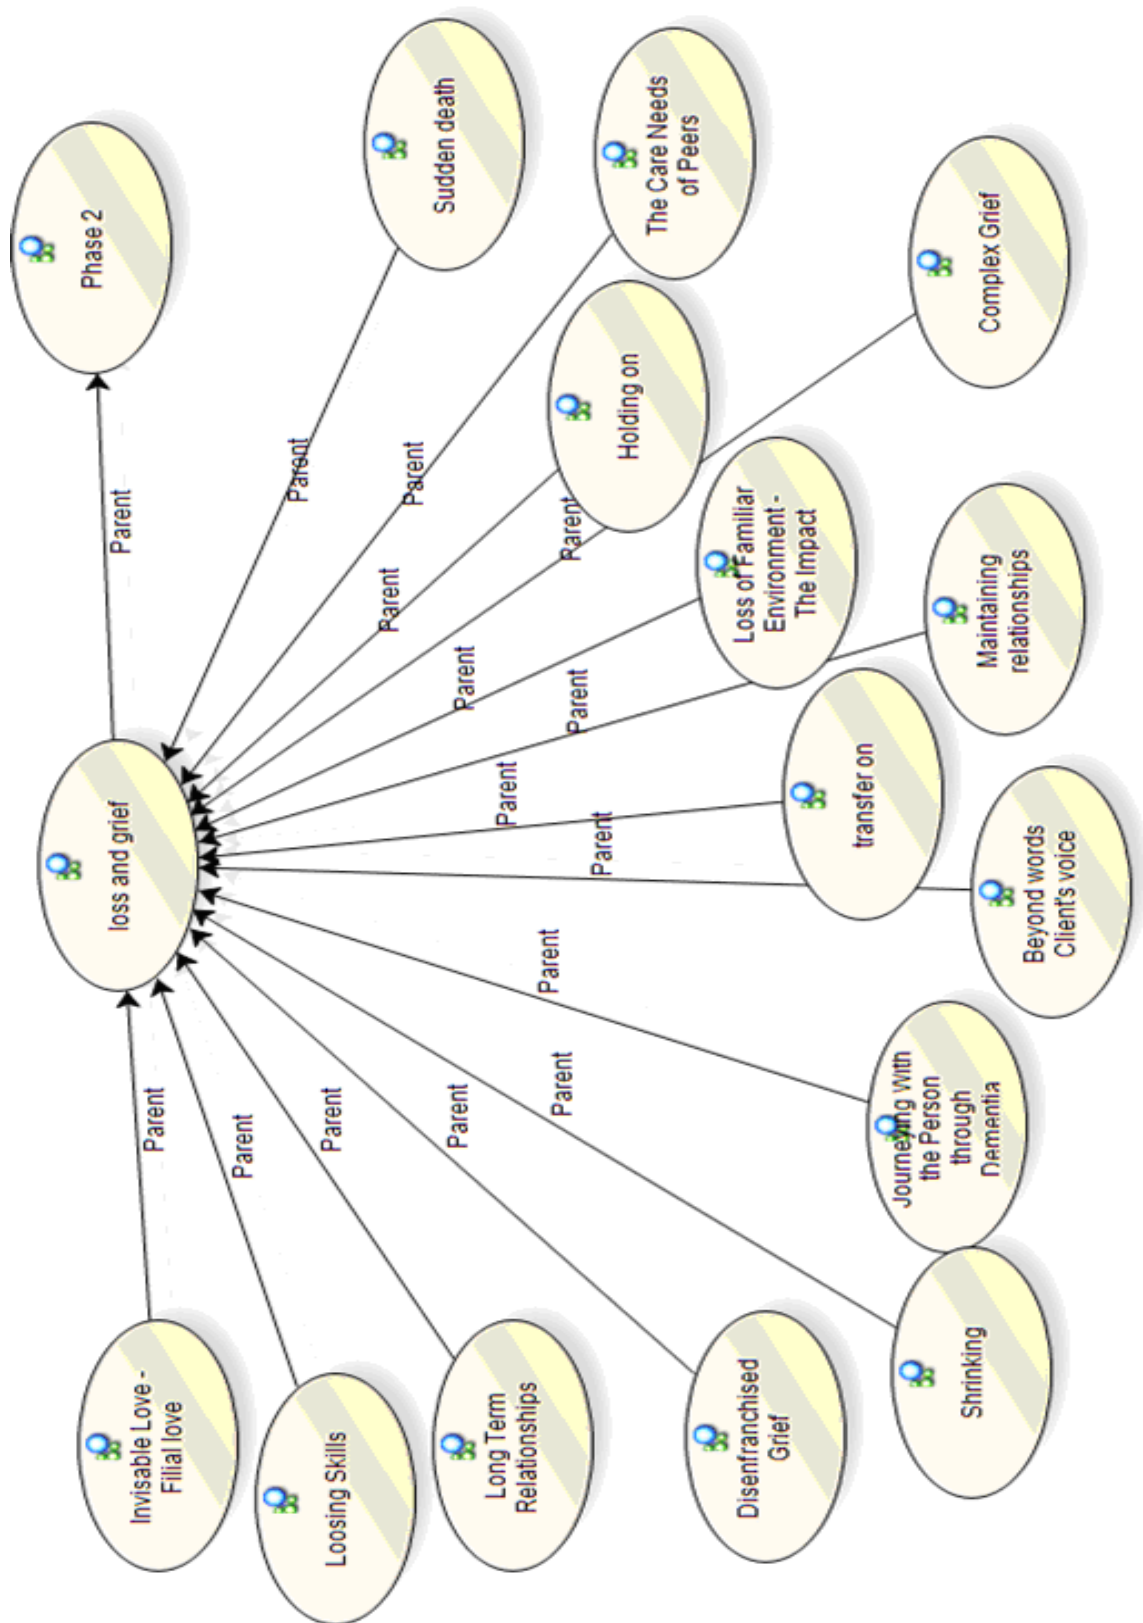 Phase 2
loss and grief
Parent
Invisable Love -
Filial love
Parent
Parent
Parent
Loosing Skills
Parent
Parent
Parent
Parent
Sudden death
Parent
Parent
Long Term
Relationships
Parent
Parent
Parent
Parent
Parent
Parent
Holding on
The Care Needs
of Peers
Disenfranchised
Grief
Loss of Familiar
Environment -
The Impact
transfer on
Journeying With
the Person
through
Dementia
Shrinking
Complex Grief
Maintaining
relationships
Beyond words
Client's voice